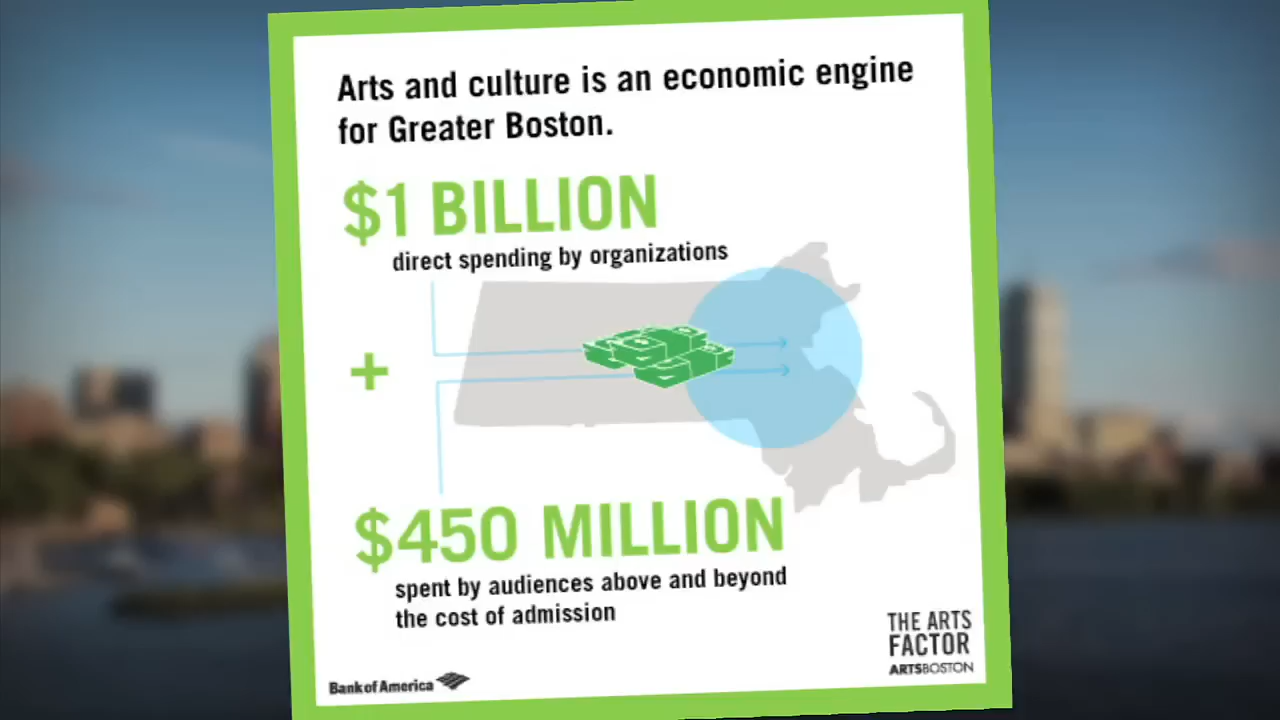 Arts and culture is an economic engine
for Greater Boston.
$1 BILLION
direct spending by organizations
+
$450 MILLION
spent by audiences above and beyond
the cost of admission
THE ARTS
FACTOR
ARTSBOSTON
Bank of America